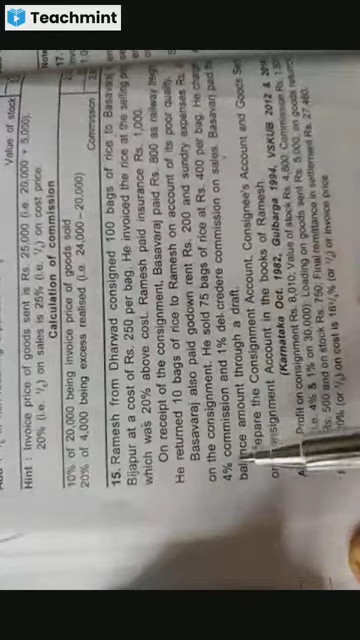 Teachmint
Value of stock
Hint : Invoice price of goods sent is Rs. 25,000 (i.e. 20,000 + 5,000).
20% (i.e. 1/5) on sales is 25% (i.e. 1/4) on cost price
Calculation of commission
10% of 20,000 being invoice price of goods sold
20% of 4,000 being excess realised (i.e. 24,000 – 20,000)
Commission
15. Ramesh from Dharwad consigned 100 bags of rice to Basavaraj
Bijapur at a cost of Rs. 250 per bag. He invoiced the rice at the selling
which was 20% above cost. Ramesh paid insurance Rs. 1,000.
On receipt of the consignment, Basavaraj paid Rs. 800 as railway
He returned 10 bags of rice to Ramesh on account of its poor quality.
Basavaraj also paid godown rent Rs. 200 and sundry expenses Rs.
on the consignment. He sold 75 bags of rice at Rs. 400 per bag. He
4% commission and 1% del credere commission on sales. Basavaraj paid
balance amount through a draft.
Prepare the Consignment Account, Consignee's Account and Goods
on Consignment Account in the books of Ramesh.
(Karnataka Oct. 1982, Gulbarga 1994, VSKUB 2012 &
Profit on consignment Rs. 8,010, Value of stock Rs. 4,800, Commission Rs.
i.e. 4% & 1% on 30,000), Loading on goods sent Rs. 5,000, on goods
Rs. 500 and on stock Rs. 750. Final remittance in settlement Rs. 27,460.
on cost is 16⅔% (or 1/6) of invoice price